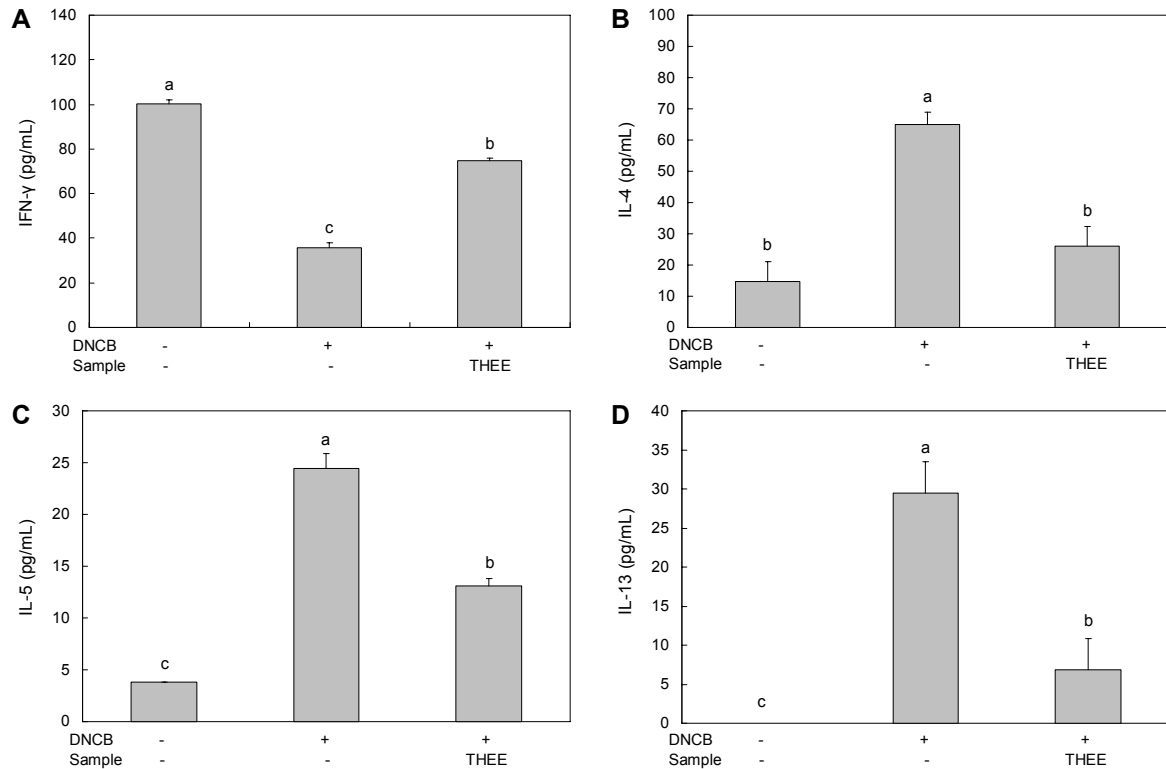 A
IFN-γ (pg/mL)
140
120
100
80
60
40
20
0
a
c
b
DNCB - + +
Sample - - THEE
B
IL-4 (pg/mL)
100
90
80
70
60
50
40
30
20
10
0
b
a
b
DNCB - + +
Sample - - THEE
C
IL-5 (pg/mL)
30
25
20
15
10
5
0
c
a
b
DNCB - + +
Sample - - THEE
D
IL-13 (pg/mL)
40
35
30
25
20
15
10
5
0
c
a
b
DNCB - + +
Sample - - THEE